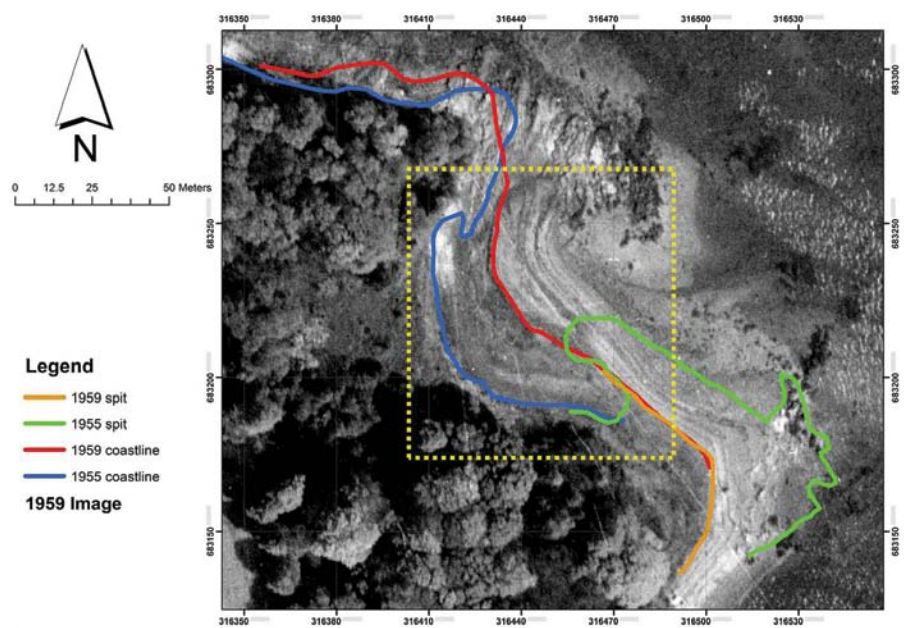 316350 316380 316410 316440 316470 316500 316530
683300
683300
N
0 12.5 25 50 Meters
683250
683250
683200
683200
Legend
1959 spit
1955 spit
1959 coastline
1955 coastline
1959 Image
683150
683150
316350 316380 316410 316440 316470 316500 316530